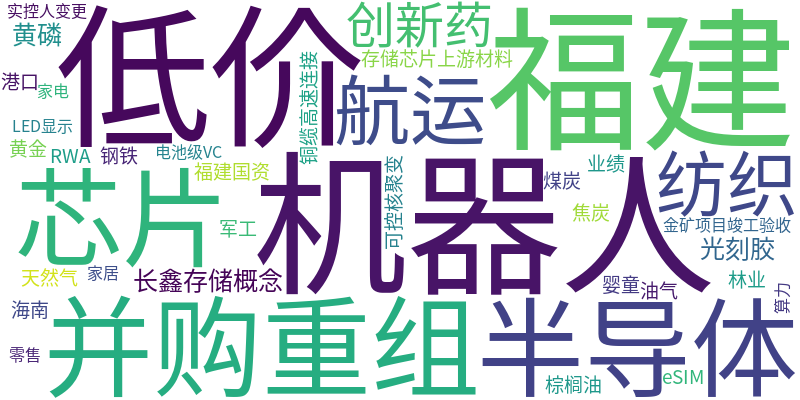 实控人变更
黄磷
低价
创新药
福建
存储芯片上游材料
港口
家电
铜缆高速连接
航运
LED显示
黄金
RWA
钢铁
电池级VC
福建国资
芯片
机器人
可控核聚变
业绩
纺织
煤炭
焦炭
金矿项目竣工验收
光刻胶
军工
天然气
家居
长鑫存储概念
婴童
油气
林业
算力
海南
并购重组
半导体
零售
棕榈油
eSIM